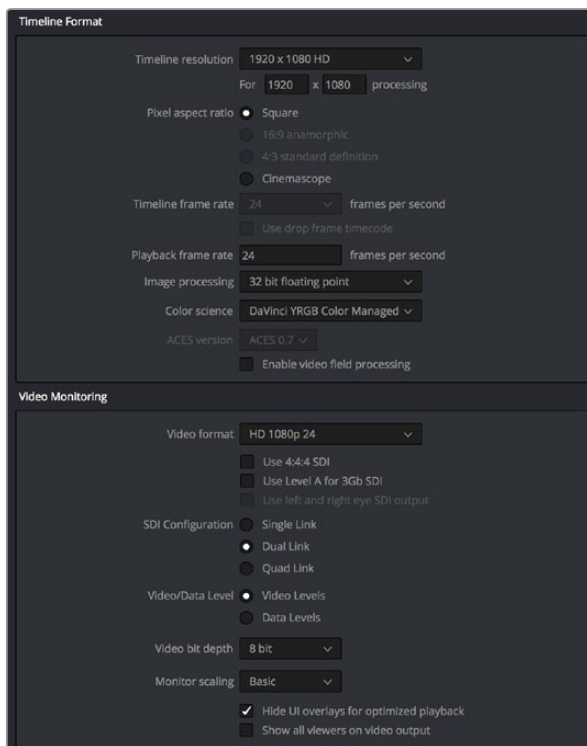 Timeline Format
Timeline resolution 1920 x 1080 HD
For 1920 x 1080 processing
Pixel aspect ratio Square
16:9 anamorphic
4:3 standard definition
Cinemascope
Timeline frame rate 24 frames per second
Use drop frame timecode
Playback frame rate 24 frames per second
Image processing 32 bit floating point
Color science DaVinci YRGB Color Managed
ACES version ACES 0.7
Enable video field processing
Video Monitoring
Video format HD 1080p 24
Use 4:4:4 SDI
Use Level A for 3Gb SDI
Use left and right eye SDI output
SDI Configuration Single Link
Dual Link
Quad Link
Video/Data Level Video Levels
Data Levels
Video bit depth 8 bit
Monitor scaling Basic
Hide UI overlays for optimized playback
Show all viewers on video output